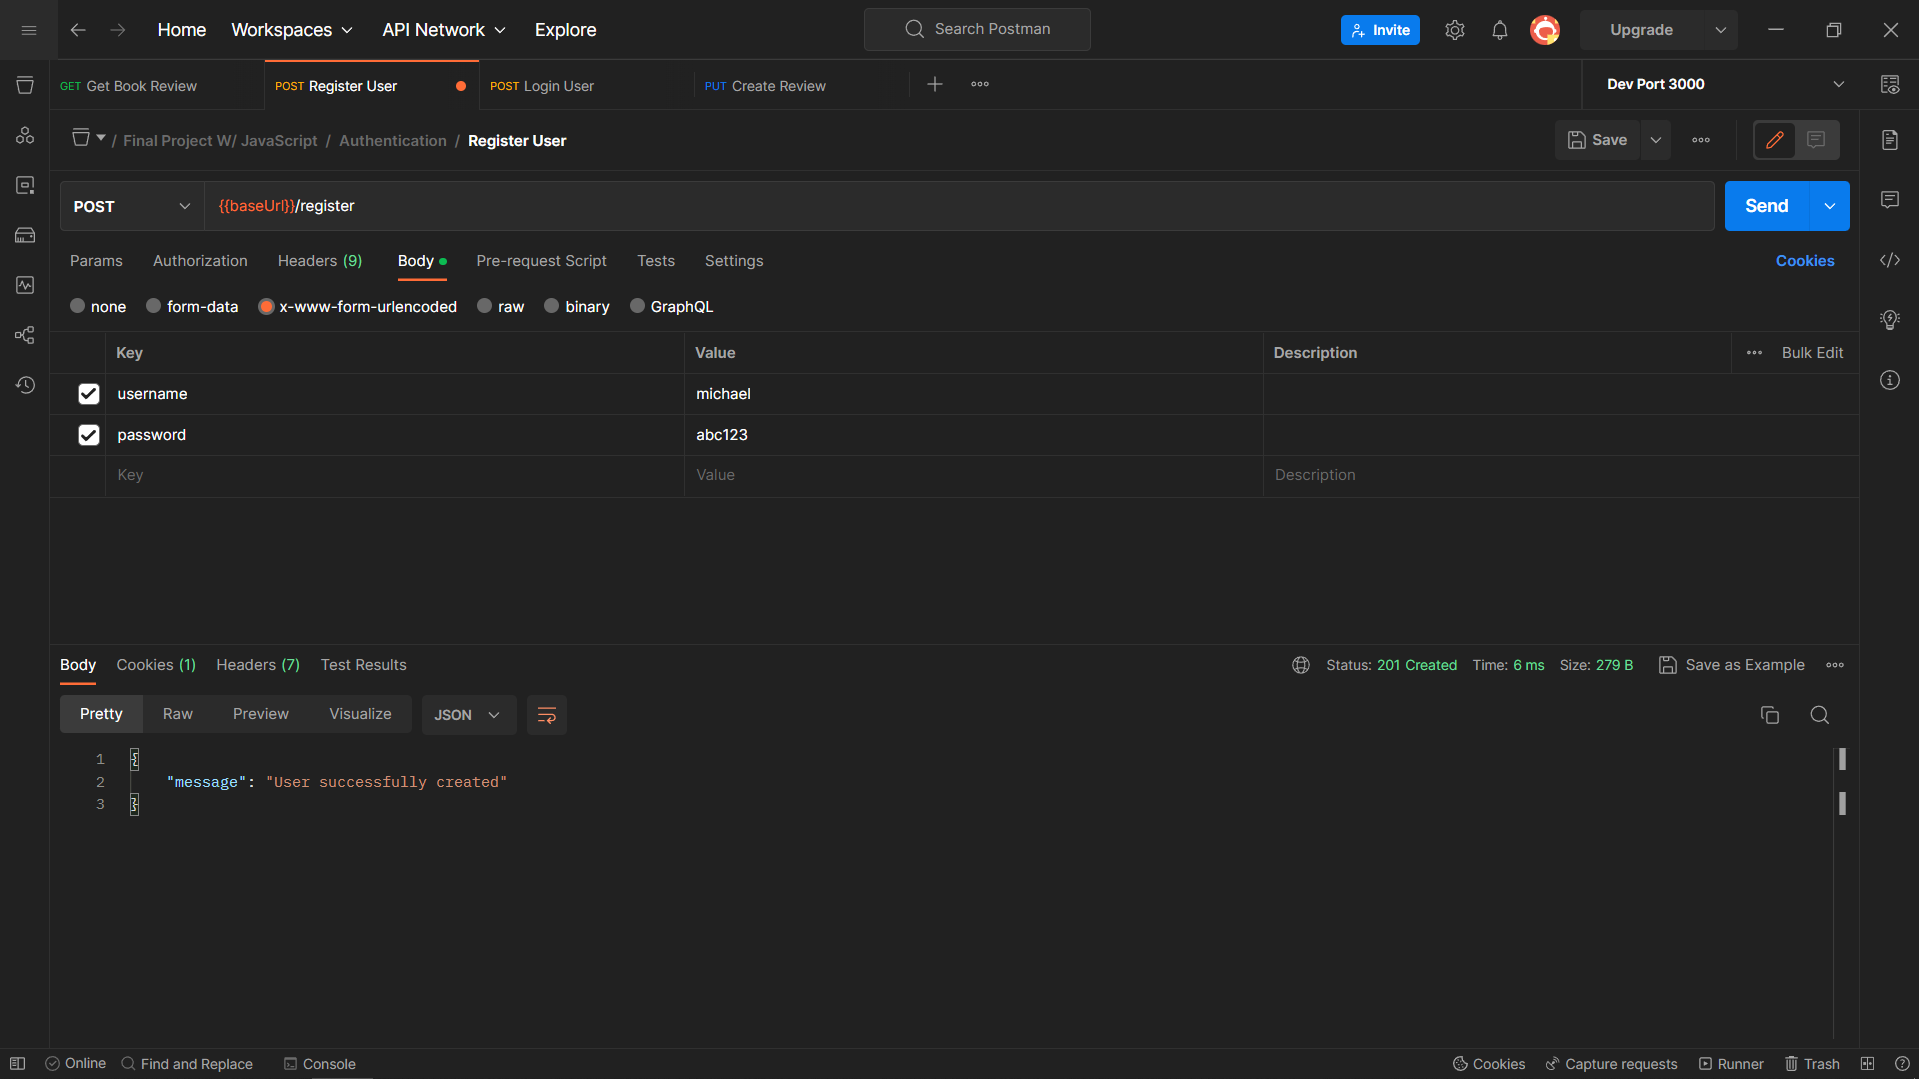 Home Workspaces API Network Explore Search Postman Invite Upgrade
GET Get Book Review POST Register User POST Login User PUT Create Review Dev Port 3000
/ Final Project W/ JavaScript / Authentication / Register User Save
POST {{baseUrl}}/register Send
Params Authorization Headers (9) Body Pre-request Script Tests Settings Cookies
none form-data x-www-form-urlencoded raw binary GraphQL
Key Value Description Bulk Edit
username michael
password abc123
Key Value Description
Body Cookies (1) Headers (7) Test Results Status: 201 Created Time: 6 ms Size: 279 B Save as Example
Pretty Raw Preview Visualize JSON
1 {
2 "message": "User successfully created"
3 }
Online Find and Replace Console Cookies Capture requests Runner Trash